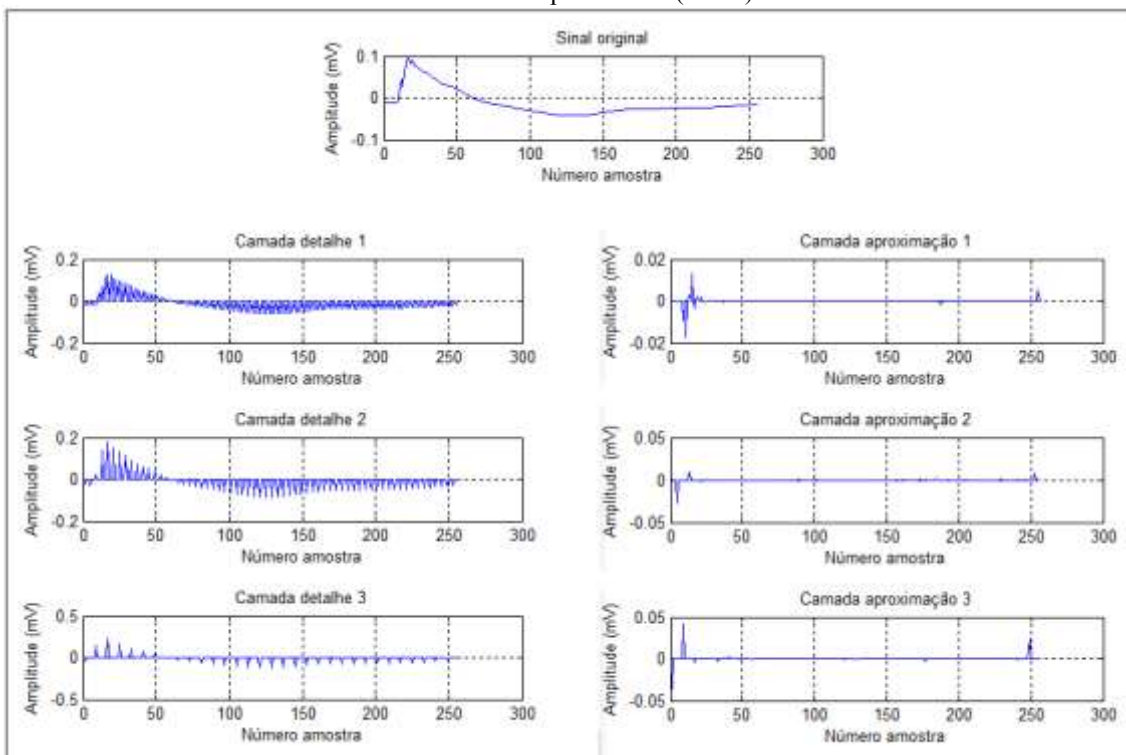 Sinal original
Amplitude (mV)
0.1
0
-0.1
0 50 100 150 200 250 300
Número amostra
Camada detalhe 1
Amplitude (mV)
0.2
0
-0.2
0 50 100 150 200 250 300
Número amostra
Camada aproximação 1
Amplitude (mV)
0.02
0
-0.02
0 50 100 150 200 250 300
Número amostra
Camada detalhe 2
Amplitude (mV)
0.2
0
-0.2
0 50 100 150 200 250 300
Número amostra
Camada aproximação 2
Amplitude (mV)
0.05
0
-0.05
0 50 100 150 200 250 300
Número amostra
Camada detalhe 3
Amplitude (mV)
0.5
0
-0.5
0 50 100 150 200 250 300
Número amostra
Camada aproximação 3
Amplitude (mV)
0.05
0
-0.05
0 50 100 150 200 250 300
Número amostra